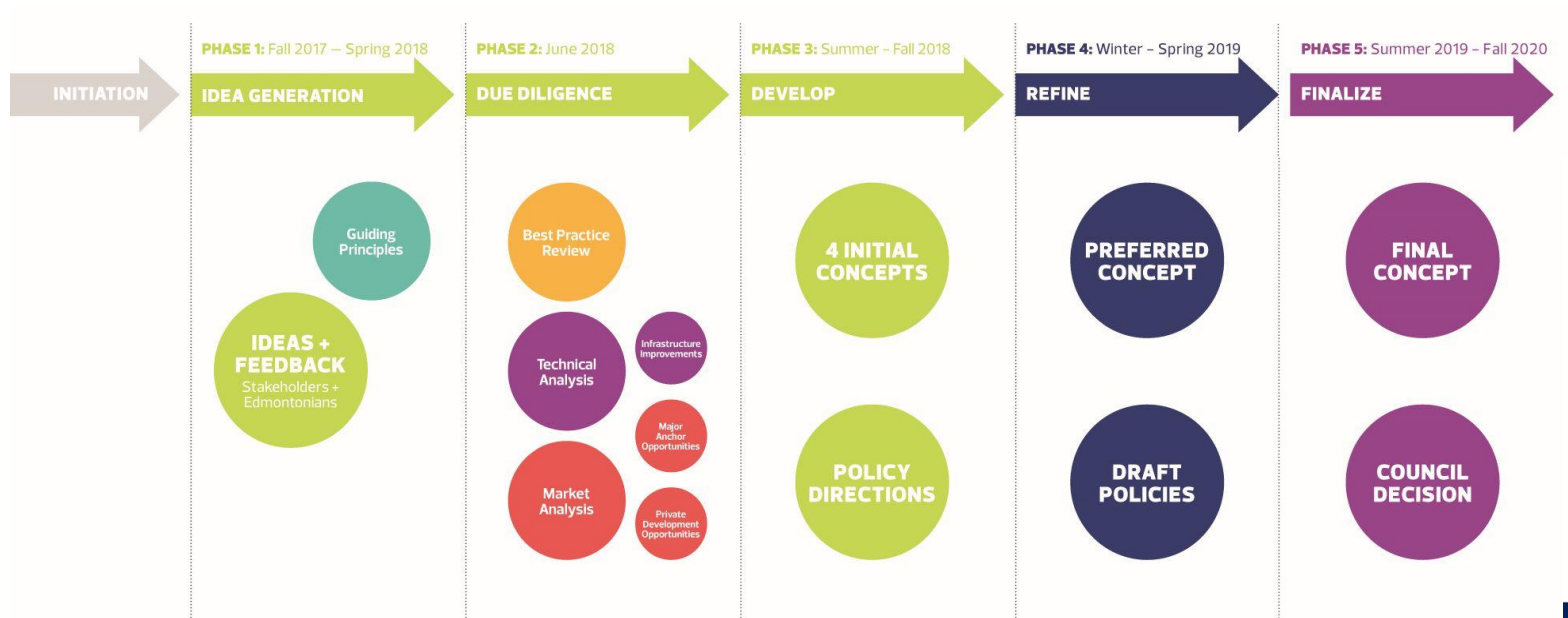 INITIATION
PHASE 1: Fall 2017 – Spring 2018
IDEA GENERATION
Guiding
Principles
IDEAS +
FEEDBACK
Stakeholders +
Edmontonians
PHASE 2: June 2018
DUE DILIGENCE
Best Practice
Review
Technical
Analysis
Infrastructure
Improvements
Major
Anchor
Opportunities
Market
Analysis
Private
Development
Opportunities
PHASE 3: Summer - Fall 2018
DEVELOP
4 INITIAL
CONCEPTS
POLICY
DIRECTIONS
PHASE 4: Winter - Spring 2019
REFINE
PREFERRED
CONCEPT
DRAFT
POLICIES
PHASE 5: Summer 2019 - Fall 2020
FINALIZE
FINAL
CONCEPT
COUNCIL
DECISION